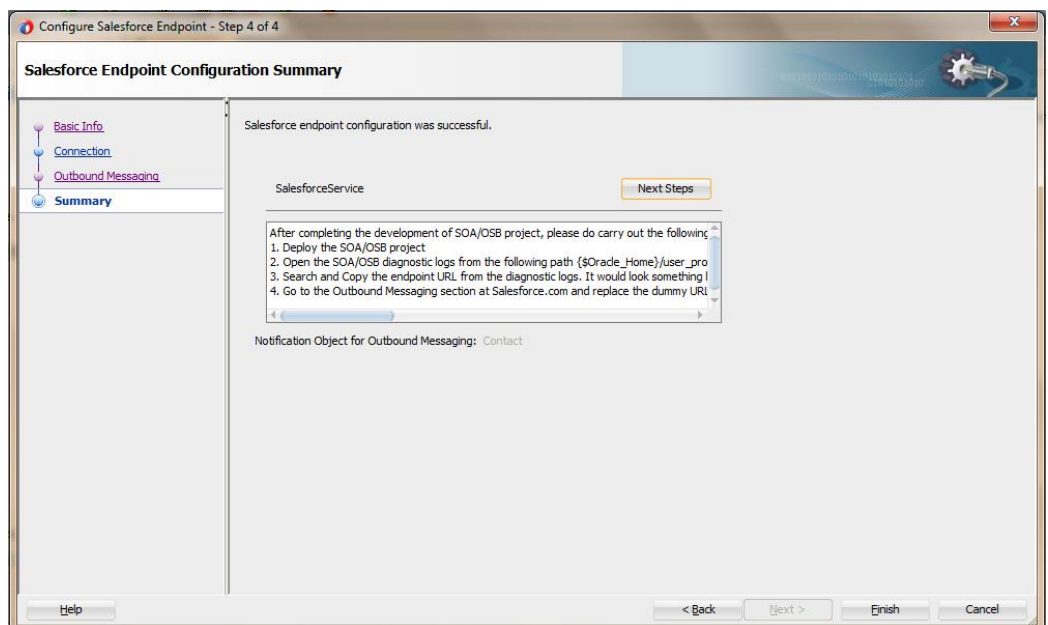 Configure Salesforce Endpoint - Step 4 of 4
Salesforce Endpoint Configuration Summary
Basic Info
Connection
Outbound Messaging
Summary
Salesforce endpoint configuration was successful.
SalesforceService
Next Steps
After completing the development of SOA/OSB project, please do carry out the following
1. Deploy the SOA/OSB project
2. Open the SOA/OSB diagnostic logs from the following path {$Oracle_Home}/user_pro
3. Search and Copy the endpoint URL from the diagnostic logs. It would look something l
4. Go to the Outbound Messaging section at Salesforce.com and replace the dummy URL
Notification Object for Outbound Messaging: Contact
Help
< Back
Next >
Finish
Cancel